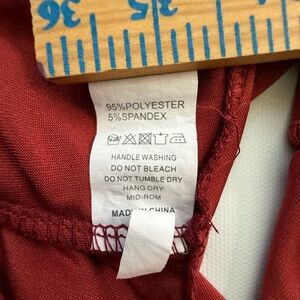 36 35
95%POLYESTER
5%SPANDEX
HANDLE WASHING
DO NOT BLEACH
DO NOT TUMBLE DRY
HANG DRY
MID-ROM
MADE IN CHINA